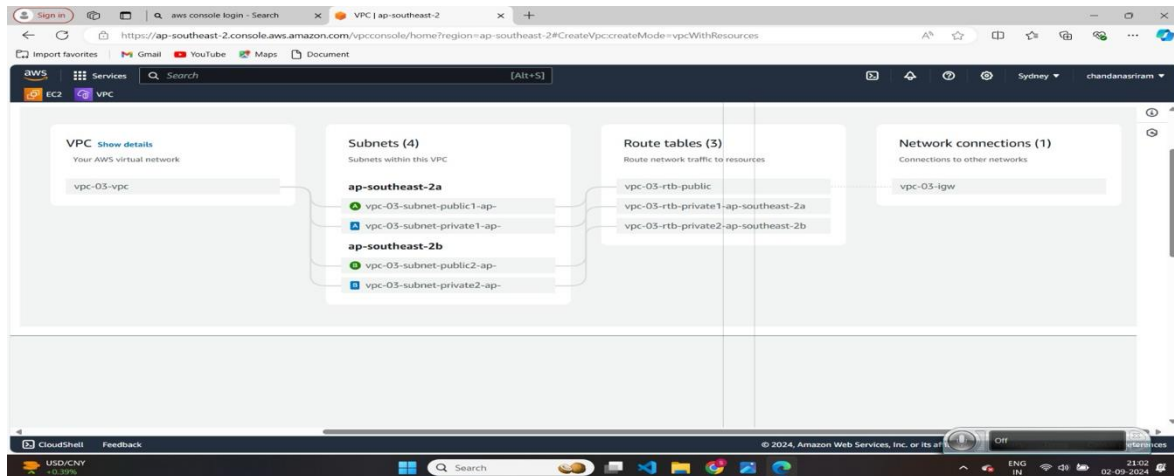 Sign in
aws console login - Search
VPC | ap-southeast-2
https://ap-southeast-2.console.aws.amazon.com/vpcconsole/home?region=ap-southeast-2#CreateVpc:createMode=vpcWithResources
Import favorites Gmail YouTube Maps Document
aws Services Search [Alt+S] Sydney chandanasriram
EC2 VPC
VPC Show details
Your AWS virtual network
vpc-03-vpc
Subnets (4)
Subnets within this VPC
ap-southeast-2a
A vpc-03-subnet-public1-ap-
A vpc-03-subnet-private1-ap-
ap-southeast-2b
B vpc-03-subnet-public2-ap-
B vpc-03-subnet-private2-ap-
Route tables (3)
Route network traffic to resources
vpc-03-rtb-public
vpc-03-rtb-private1-ap-southeast-2a
vpc-03-rtb-private2-ap-southeast-2b
Network connections (1)
Connections to other networks
vpc-03-igw
CloudShell Feedback © 2024, Amazon Web Services, Inc. or its
Off
USD/CNY
+0.39%
Search
ENG
IN
21:02
02-09-2024